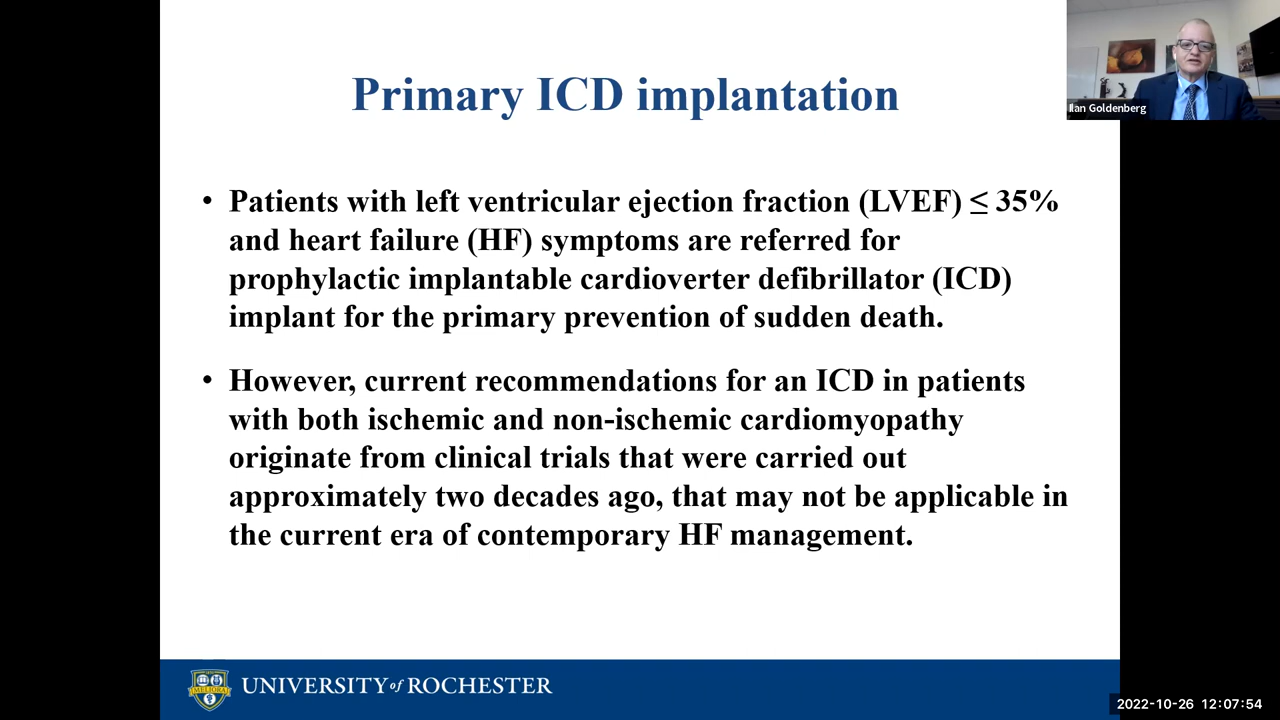 Primary ICD implantation
Ilan Goldenberg
• Patients with left ventricular ejection fraction (LVEF) ≤ 35%
and heart failure (HF) symptoms are referred for
prophylactic implantable cardioverter defibrillator (ICD)
implant for the primary prevention of sudden death.
• However, current recommendations for an ICD in patients
with both ischemic and non-ischemic cardiomyopathy
originate from clinical trials that were carried out
approximately two decades ago, that may not be applicable in
the current era of contemporary HF management.
MELIORA
UNIVERSITY of ROCHESTER
2022-10-26 12:07:54